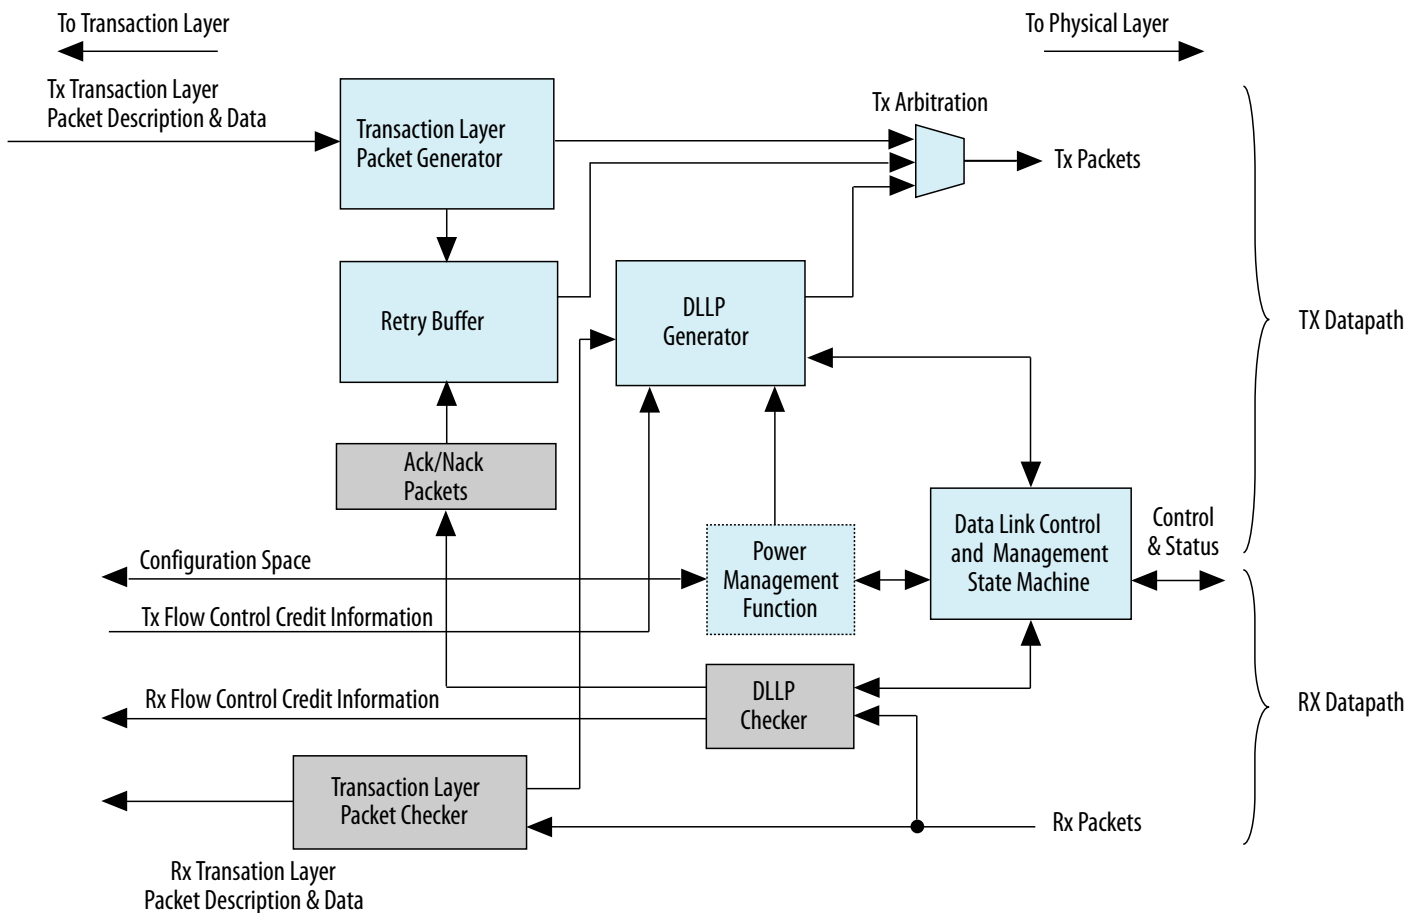 To Transaction Layer
To Physical Layer
Tx Transaction Layer
Packet Description & Data
Transaction Layer
Packet Generator
Tx Arbitration
Tx Packets
Retry Buffer
DLLP
Generator
TX Datapath
Ack/Nack
Packets
Configuration Space
Power
Management
Function
Data Link Control
and Management
State Machine
Control
& Status
Tx Flow Control Credit Information
Rx Flow Control Credit Information
DLLP
Checker
RX Datapath
Transaction Layer
Packet Checker
Rx Packets
Rx Transation Layer
Packet Description & Data